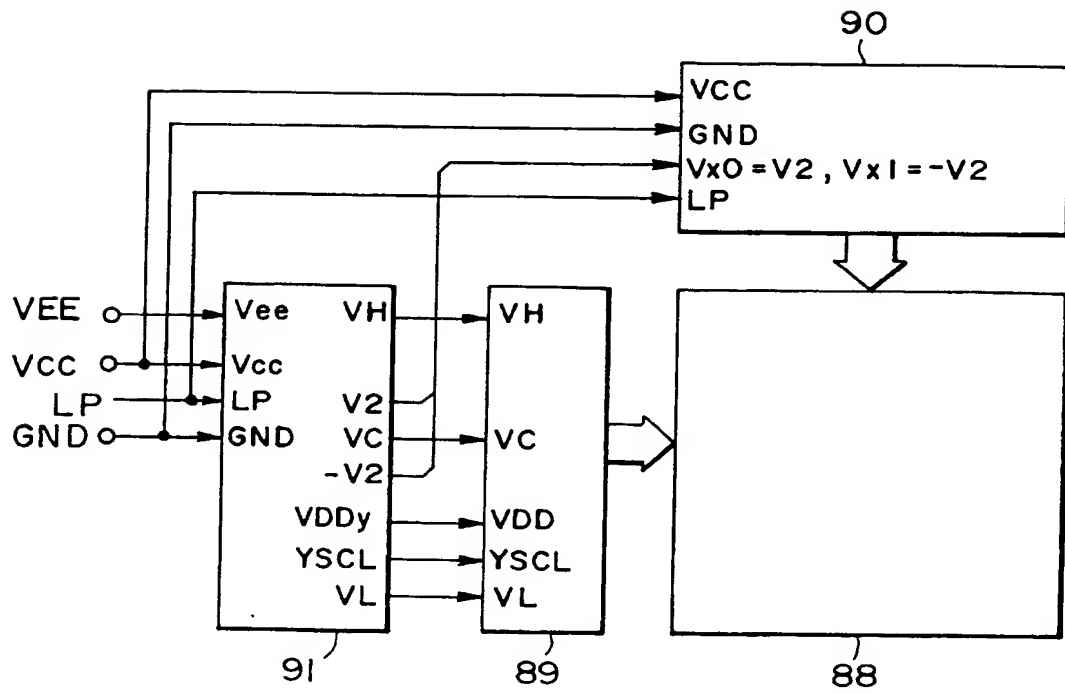 90
VCC
GND
Vx0 = V2 , Vx1 = -V2
LP
VEE
VCC
LP
GND
Vee
Vcc
LP
GND
VH
V2
VC
-V2
VDDy
YSCL
VL
VH
VC
VDD
YSCL
VL
91
89
88